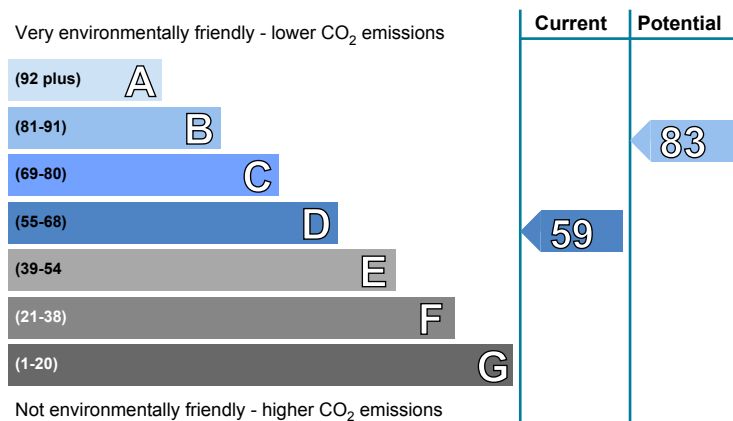 Very environmentally friendly - lower CO2 emissions
Current
Potential
(92 plus) A
(81-91) B
83
(69-80) C
(55-68) D
59
(39-54 E
(21-38) F
(1-20) G
Not environmentally friendly - higher CO2 emissions